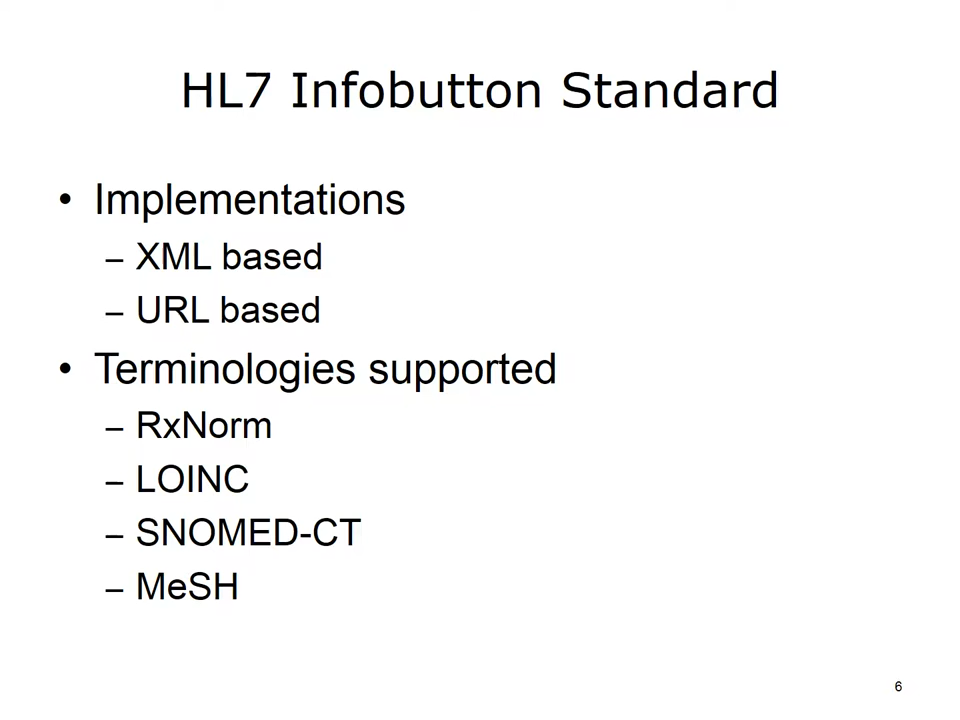 HL7 Infobutton Standard
• Implementations
– XML based
– URL based
• Terminologies supported
– RxNorm
– LOINC
– SNOMED-CT
– MeSH
6